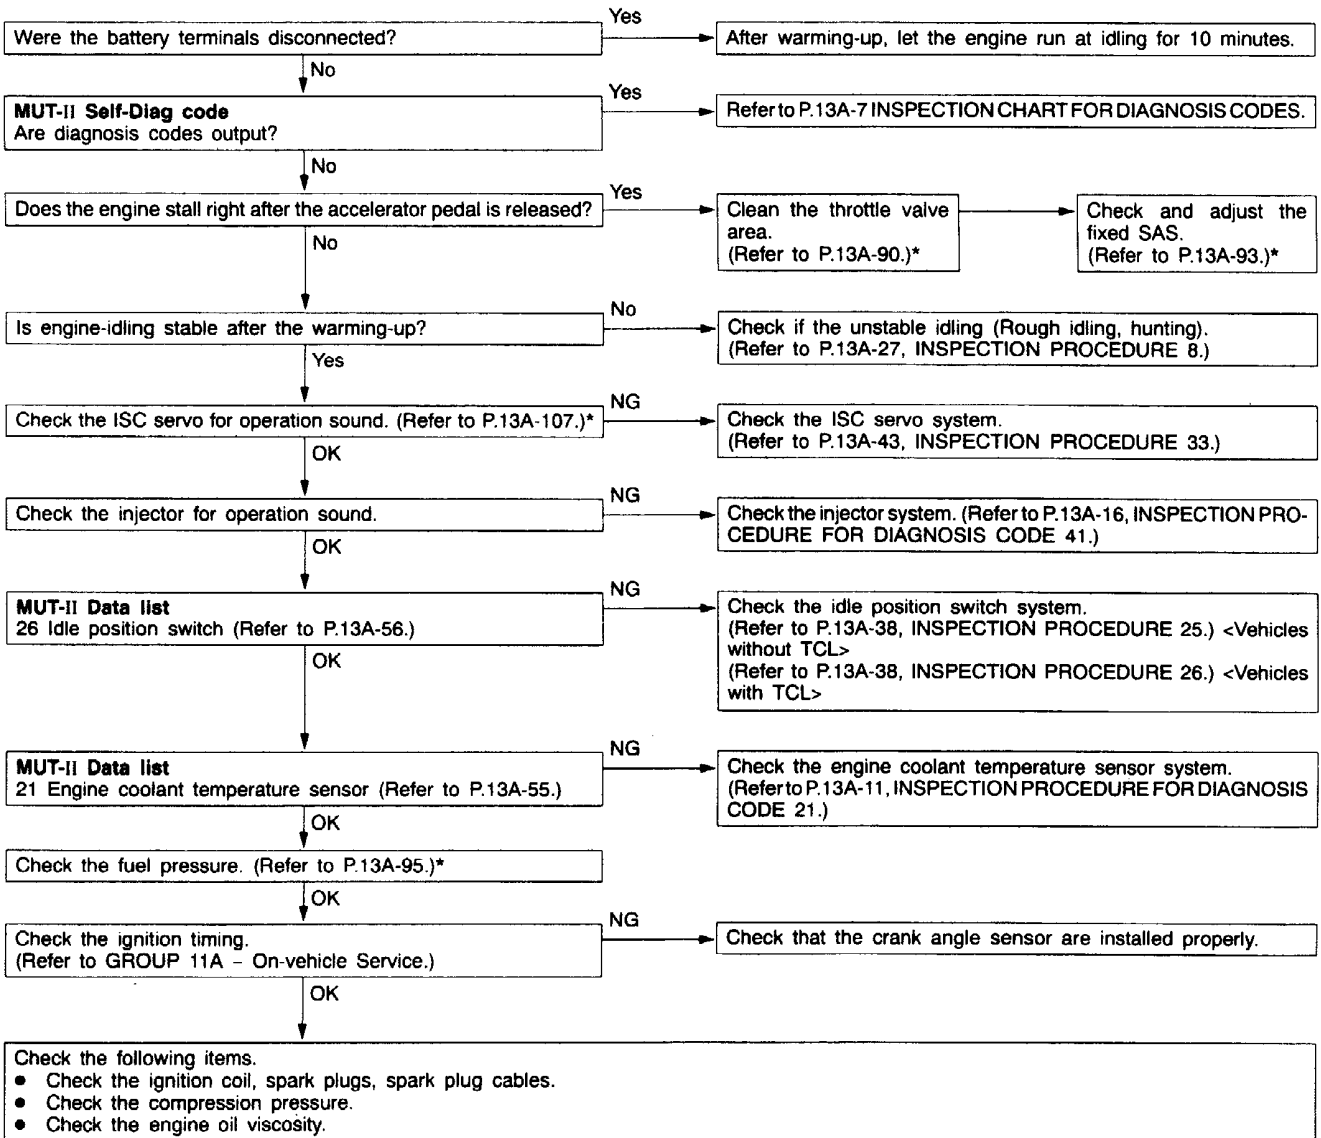 Yes
Were the battery terminals disconnected?
After warming-up, let the engine run at idling for 10 minutes.
No
MUT-II Self-Diag code
Are diagnosis codes output?
Yes
Refer to P.13A-7 INSPECTION CHART FOR DIAGNOSIS CODES.
No
Does the engine stall right after the accelerator pedal is released?
Yes
Clean the throttle valve
area.
(Refer to P.13A-90.)*
Check and adjust the
fixed SAS.
(Refer to P.13A-93.)*
No
Is engine-idling stable after the warming-up?
No
Check if the unstable idling (Rough idling, hunting).
(Refer to P.13A-27, INSPECTION PROCEDURE 8.)
Yes
Check the ISC servo for operation sound. (Refer to P.13A-107.)*
NG
Check the ISC servo system.
(Refer to P.13A-43, INSPECTION PROCEDURE 33.)
OK
Check the injector for operation sound.
NG
Check the injector system. (Refer to P.13A-16, INSPECTION PRO-
CEDURE FOR DIAGNOSIS CODE 41.)
OK
MUT-II Data list
26 Idle position switch (Refer to P.13A-56.)
NG
Check the idle position switch system.
(Refer to P.13A-38, INSPECTION PROCEDURE 25.) <Vehicles
without TCL>
(Refer to P.13A-38, INSPECTION PROCEDURE 26.) <Vehicles
with TCL>
OK
MUT-II Data list
21 Engine coolant temperature sensor (Refer to P.13A-55.)
NG
Check the engine coolant temperature sensor system.
(Refer to P.13A-11, INSPECTION PROCEDURE FOR DIAGNOSIS
CODE 21.)
OK
Check the fuel pressure. (Refer to P.13A-95.)*
OK
Check the ignition timing.
(Refer to GROUP 11A – On-vehicle Service.)
NG
Check that the crank angle sensor are installed properly.
OK
Check the following items.
● Check the ignition coil, spark plugs, spark plug cables.
● Check the compression pressure.
● Check the engine oil viscosity.